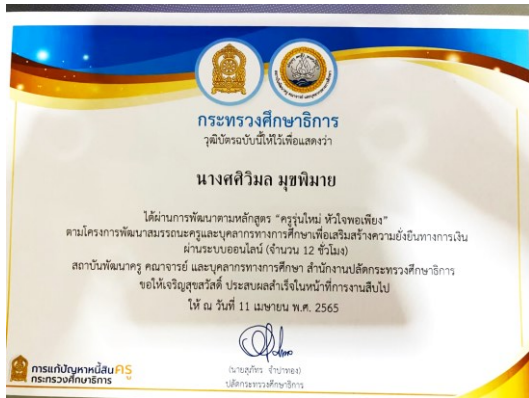 กระทรวงศึกษาธิการ
วุฒิบัตรฉบับนี้ให้ไว้เพื่อแสดงว่า
นางศศิวิมล มุขพิมาย
ได้ผ่านการพัฒนาตามหลักสูตร “ครูรุ่นใหม่ หัวใจพอเพียง”
ตามโครงการพัฒนาสมรรถนะครูและบุคลากรทางการศึกษาเพื่อเสริมสร้างความยั่งยืนทางการเงิน
ผ่านระบบออนไลน์ (จำนวน 12 ชั่วโมง)
สถาบันพัฒนาครู คณาจารย์ และบุคลากรทางการศึกษา สำนักงานปลัดกระทรวงศึกษาธิการ
ขอให้เจริญสุขสวัสดิ์ ประสบผลสำเร็จในหน้าที่การงานสืบไป
ให้ ณ วันที่ 11 เมษายน พ.ศ. 2565
(นายสุภัทร จำปาทอง)
ปลัดกระทรวงศึกษาธิการ
การแก้ปัญหาหนี้สินครู
กระทรวงศึกษาธิการ